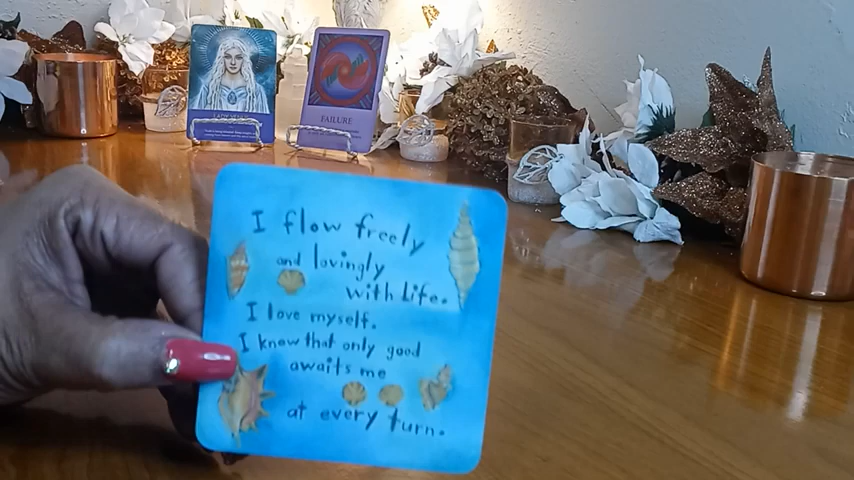 FAILURE
I flow freely
and lovingly
with life.
I love myself.
I know that only good
awaits me
at every turn.